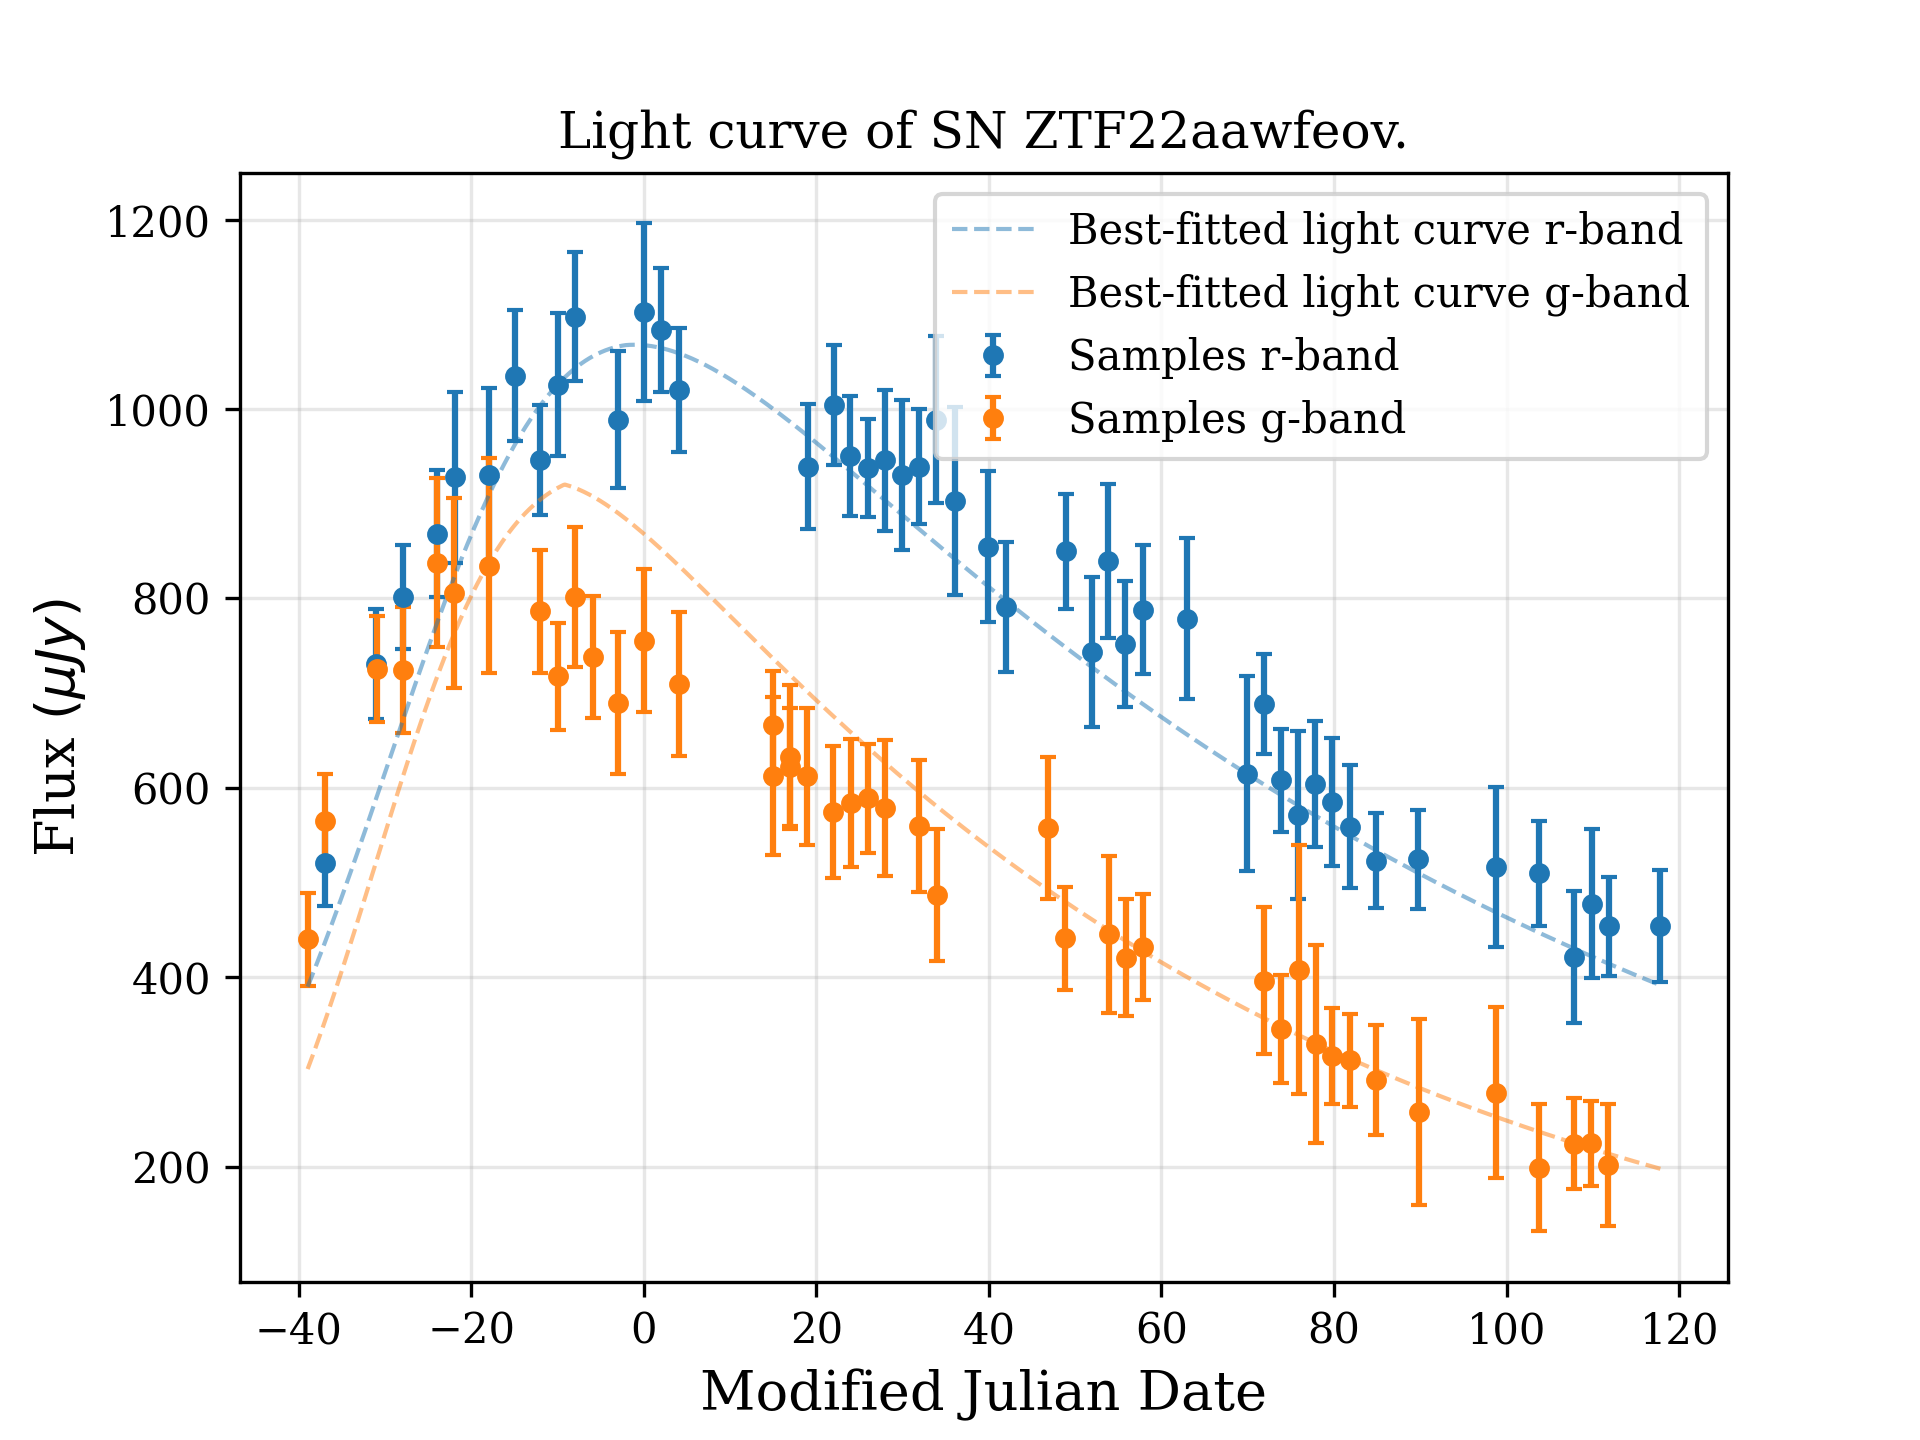 Light curve of SN ZTF22aawfeov.
Best-fitted light curve r-band
Best-fitted light curve g-band
Samples r-band
Samples g-band
Flux (μJy)
1200
1000
800
600
400
200
−40 −20 0 20 40 60 80 100 120
Modified Julian Date